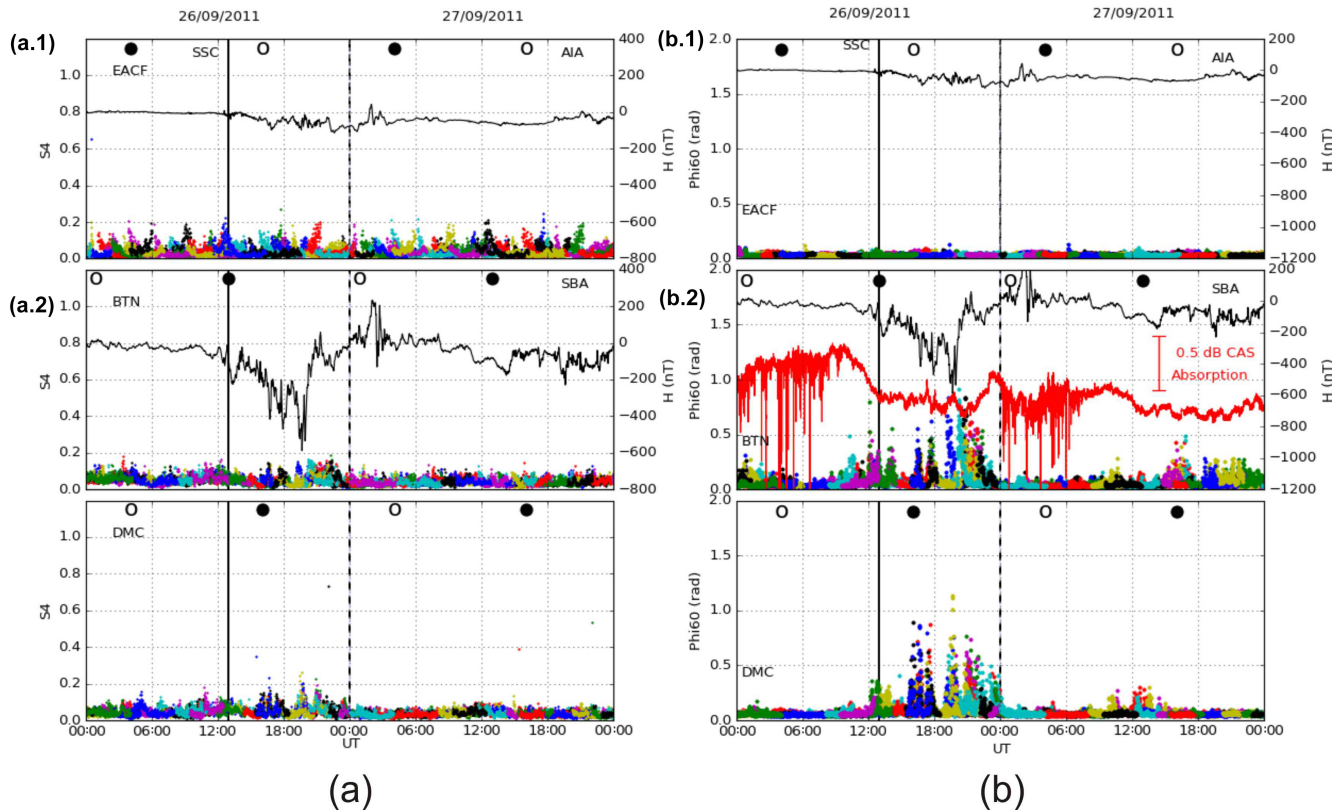 26/09/2011 27/09/2011
(a.1)
SSC AIA
EACF
1.0
0.8
0.6
0.4
0.2
0.0
S4
400
200
0
−200
−400
−600
−800
H (nT)
(a.2)
BTN SBA
1.0
0.8
0.6
0.4
0.2
0.0
S4
400
200
0
−200
−400
−600
−800
H (nT)
DMC
1.0
0.8
0.6
0.4
0.2
0.0
S4
00:00 06:00 12:00 18:00 00:00 06:00 12:00 18:00 00:00
UT
(a)
26/09/2011 27/09/2011
(b.1)
SSC AIA
EACF
2.0
1.5
1.0
0.5
0.0
Phi60 (rad)
200
0
−200
−400
−600
−800
−1000
−1200
H (nT)
(b.2)
SBA
0.5 dB CAS
Absorption
BTN
2.0
1.5
1.0
0.5
0.0
Phi60 (rad)
200
0
−200
−400
−600
−800
−1000
−1200
H (nT)
DMC
2.0
1.5
1.0
0.5
0.0
Phi60 (rad)
00:00 06:00 12:00 18:00 00:00 06:00 12:00 18:00 00:00
UT
(b)